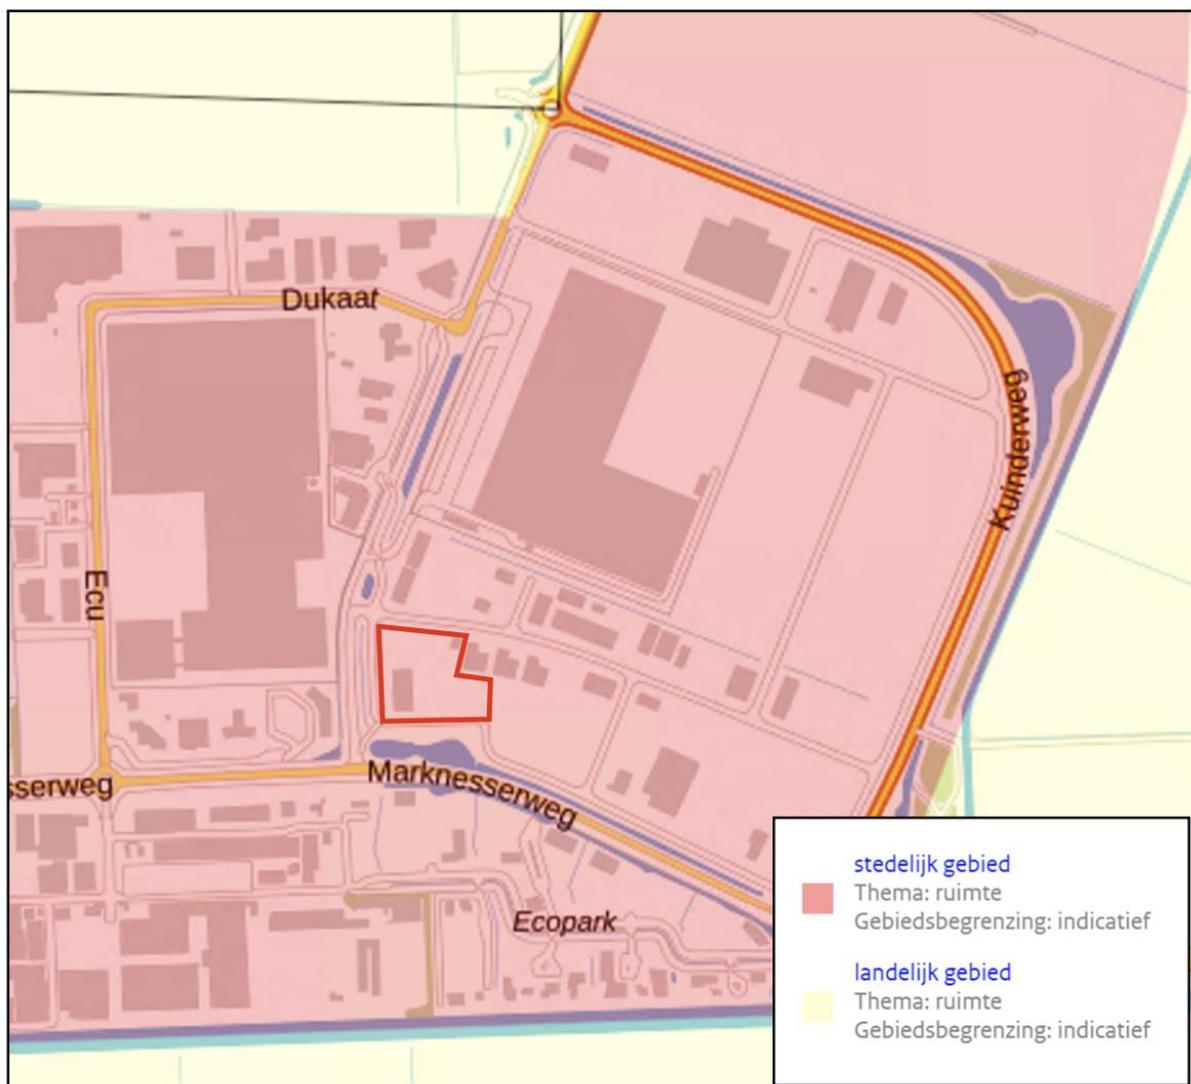 Dukaat
Kuinderweg
Ecu
Marknesserweg
sserweg
Ecopark
stedelijk gebied
Thema: ruimte
Gebiedsbegrenzing: indicatief
landelijk gebied
Thema: ruimte
Gebiedsbegrenzing: indicatief